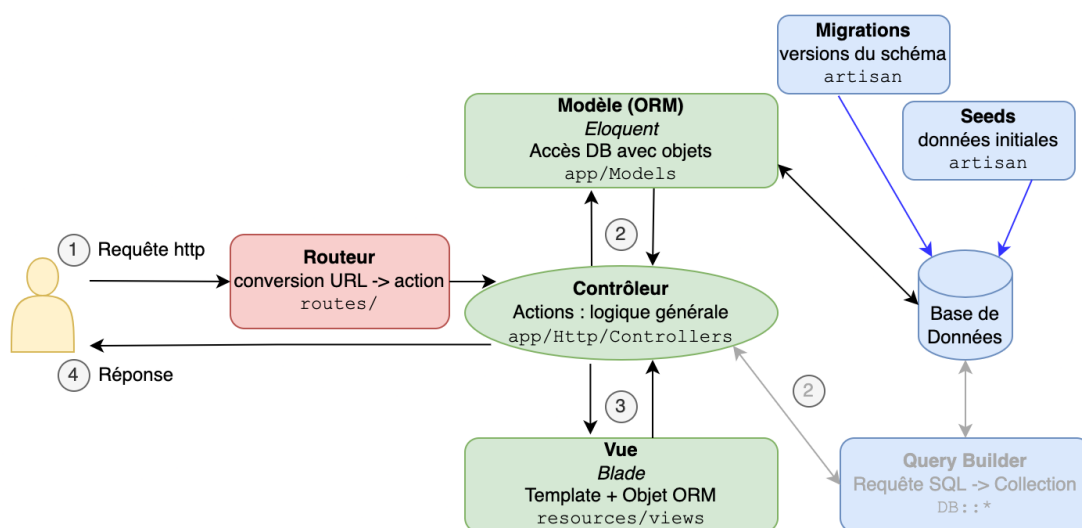 Migrations
versions du schéma
artisan
Seeds
données initiales
artisan
Modèle (ORM)
Eloquent
Accès DB avec objets
app/Models
1 Requête http
2
Routeur
conversion URL -> action
routes/
Contrôleur
Actions : logique générale
app/Http/Controllers
Base de
Données
4 Réponse
3
2
Vue
Blade
Template + Objet ORM
resources/views
Query Builder
Requête SQL -> Collection
DB::*